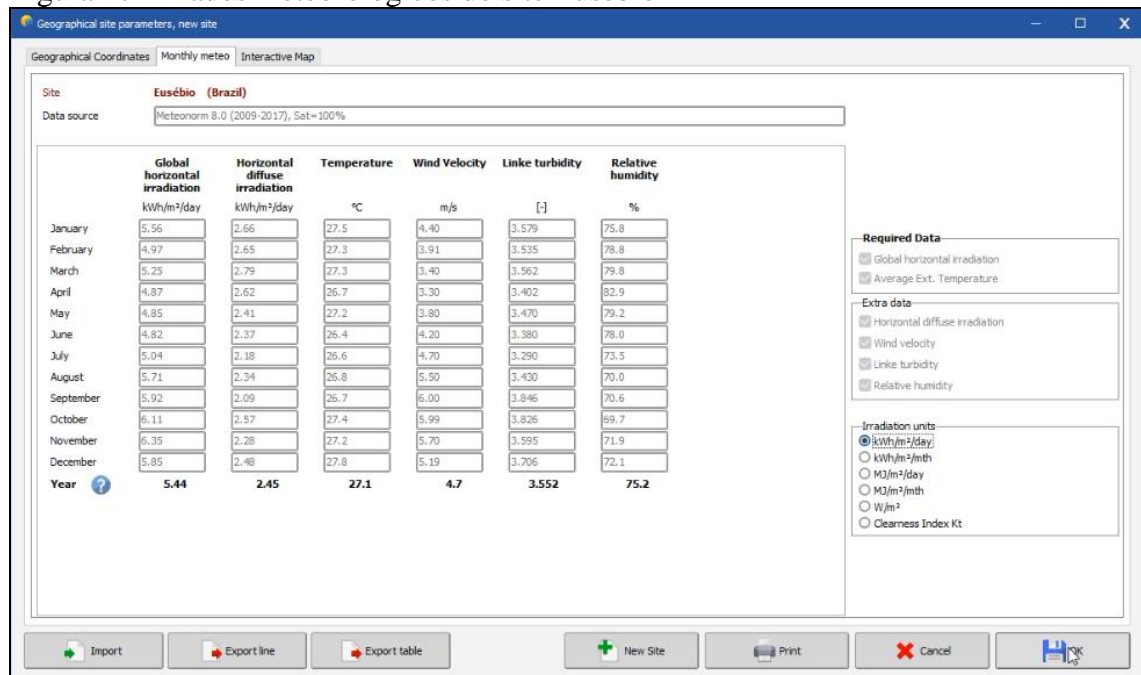 Geographical site parameters, new site
Geographical Coordinates Monthly meteo Interactive Map
Site Eusébio (Brazil)
Data source Meteonorm 8.0 (2009-2017), Sat=100%
Global horizontal irradiation Horizontal diffuse irradiation Temperature Wind Velocity Linke turbidity Relative humidity
kWh/m²/day kWh/m²/day °C m/s [-] %
January 5.56 2.66 27.5 4.40 3.579 75.8
February 4.97 2.65 27.3 3.91 3.535 78.8
March 5.25 2.79 27.3 3.40 3.562 79.8
April 4.87 2.62 26.7 3.30 3.402 82.9
May 4.85 2.41 27.2 3.80 3.470 79.2
June 4.82 2.37 26.4 4.20 3.380 78.0
July 5.04 2.18 26.6 4.70 3.290 73.5
August 5.71 2.34 26.8 5.50 3.430 70.0
September 5.92 2.09 26.7 6.00 3.846 70.6
October 6.11 2.57 27.4 5.99 3.826 69.7
November 6.35 2.28 27.2 5.70 3.595 71.9
December 5.85 2.48 27.8 5.19 3.706 72.1
Year ? 5.44 2.45 27.1 4.7 3.552 75.2
Required Data
Global horizontal irradiation
Average Ext. Temperature
Extra data
Horizontal diffuse irradiation
Wind velocity
Linke turbidity
Relative humidity
Irradiation units
kWh/m²/day
kWh/m²/mth
MJ/m²/day
MJ/m²/mth
W/m²
Clearness Index Kt
Import Export line Export table New Site Print Cancel OK